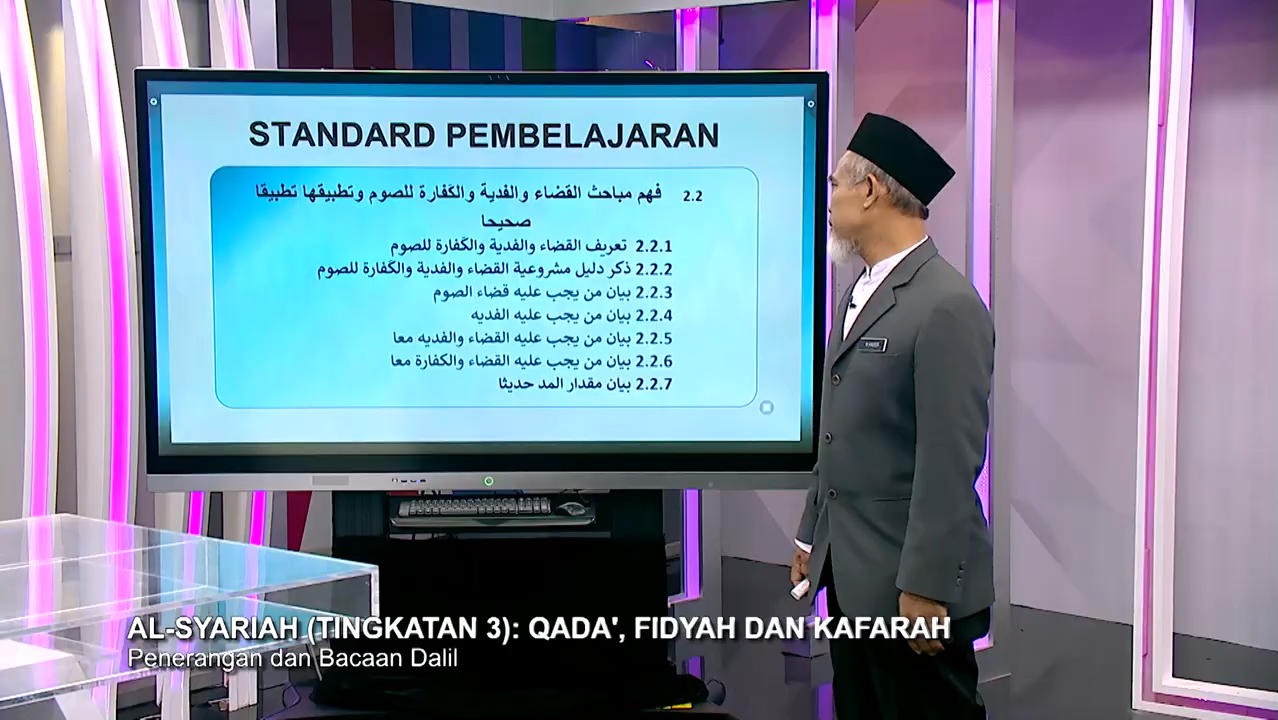 STANDARD PEMBELAJARAN
2.2 فهم مباحث القضاء والفدية والكفارة للصوم وتطبيقها تطبيقا
صحيحا
2.2.1 تعريف القضاء والفدية والكفارة للصوم
2.2.2 ذكر دليل مشروعية القضاء والفدية والكفارة للصوم
2.2.3 بيان من يجب عليه قضاء الصوم
2.2.4 بيان من يجب عليه الفديه
2.2.5 بيان من يجب عليه القضاء والفديه معا
2.2.6 بيان من يجب عليه القضاء والكفارة معا
2.2.7 بيان مقدار المد حديثا
AL-SYARIAH (TINGKATAN 3): QADA', FIDYAH DAN KAFARAH
Penerangan dan Bacaan Dalil